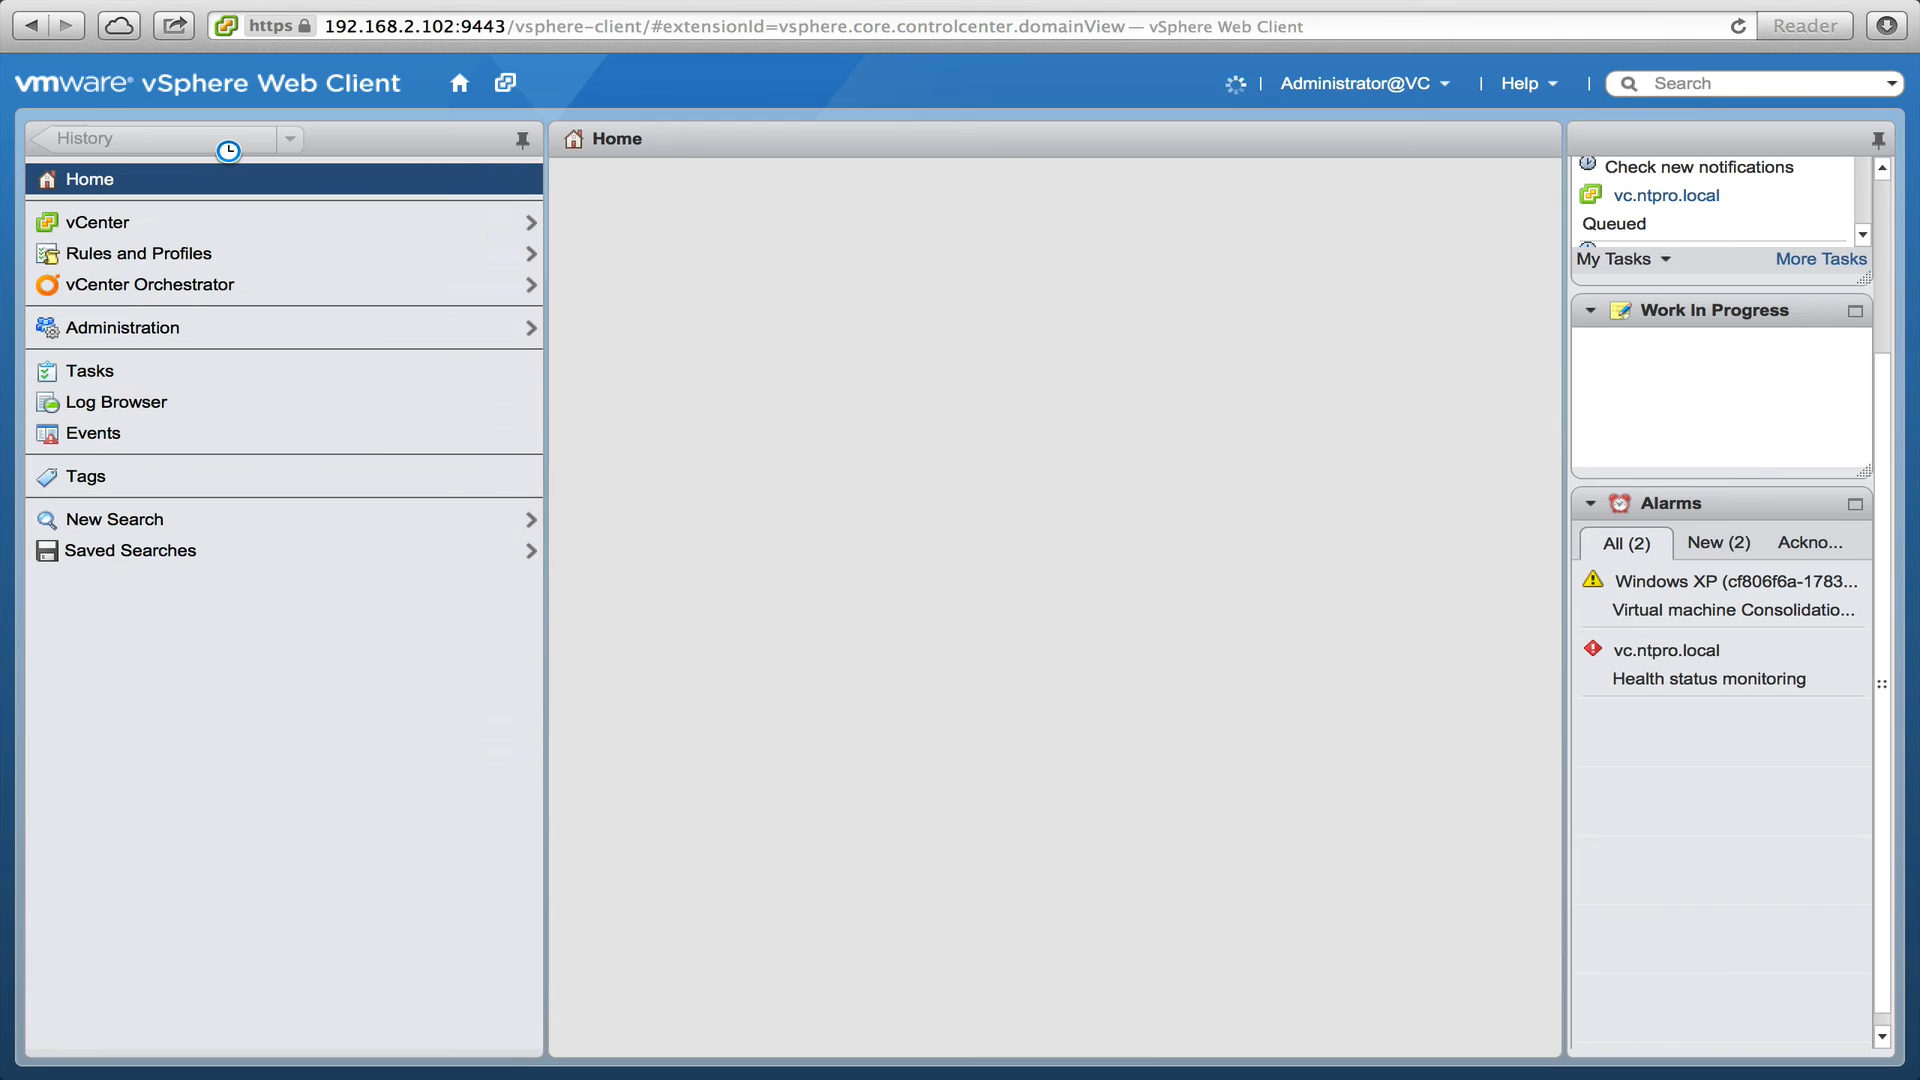 https 192.168.2.102:9443/vsphere-client/#extensionId=vsphere.core.controlcenter.domainView — vSphere Web Client
Reader
vmware® vSphere Web Client
Administrator@VC
Help
Search
History
Home
Home
vCenter
Rules and Profiles
vCenter Orchestrator
Administration
Tasks
Log Browser
Events
Tags
New Search
Saved Searches
Check new notifications
vc.ntpro.local
Queued
My Tasks
More Tasks
Work In Progress
Alarms
All (2)
New (2)
Ackno...
Windows XP (cf806f6a-1783...
Virtual machine Consolidatio...
vc.ntpro.local
Health status monitoring